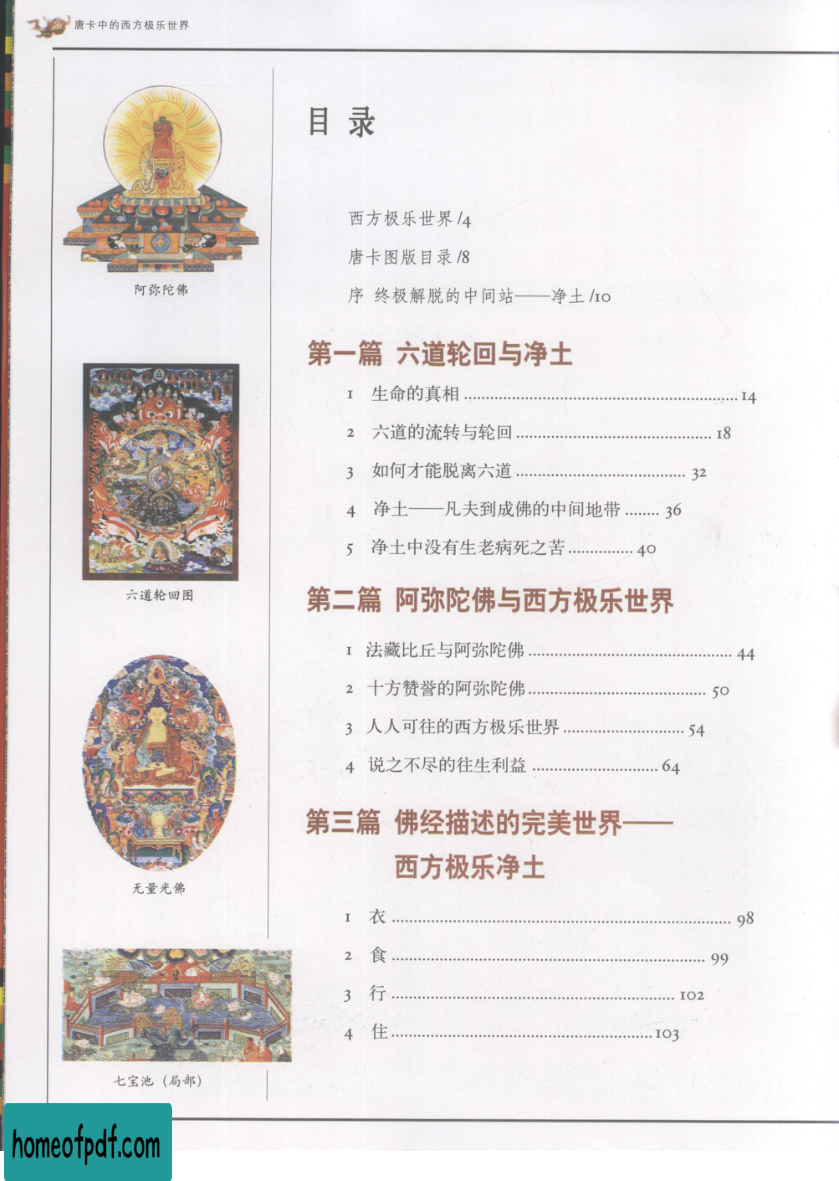 唐卡中的西方极乐世界
目录
西方极乐世界/4
唐卡图版目录/8
序 终极解脱的中间站——净土/10
第一篇 六道轮回与净土
1 生命的真相 14
2 六道的流转与轮回 18
3 如何才能脱离六道 32
4 净土——凡夫到成佛的中间地带 36
5 净土中没有生老病死之苦 40
第二篇 阿弥陀佛与西方极乐世界
1 法藏比丘与阿弥陀佛 44
2 十方赞誉的阿弥陀佛 50
3 人人可往的西方极乐世界 54
4 说之不尽的往生利益 64
第三篇 佛经描述的完美世界——
西方极乐净土
1 衣 98
2 食 99
3 行 102
4 住 103
阿弥陀佛
六道轮回图
无量光佛
七宝池（局部）
homeofpdf.com